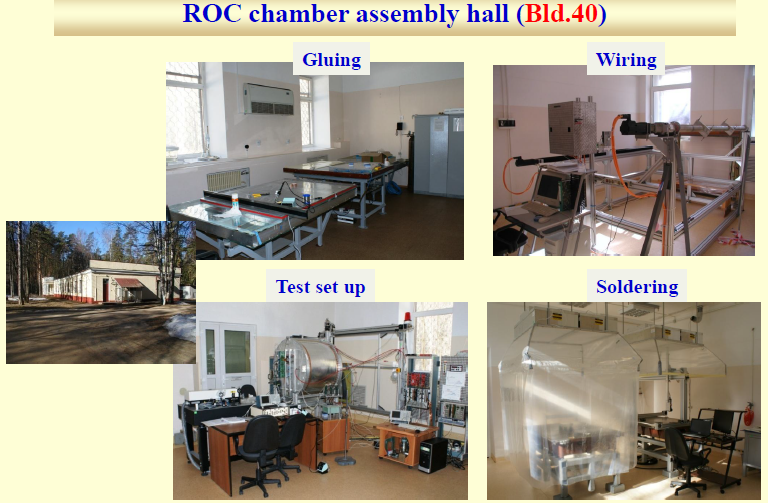 ROC chamber assembly hall (Bld.40)
Gluing
Wiring
Test set up
Soldering